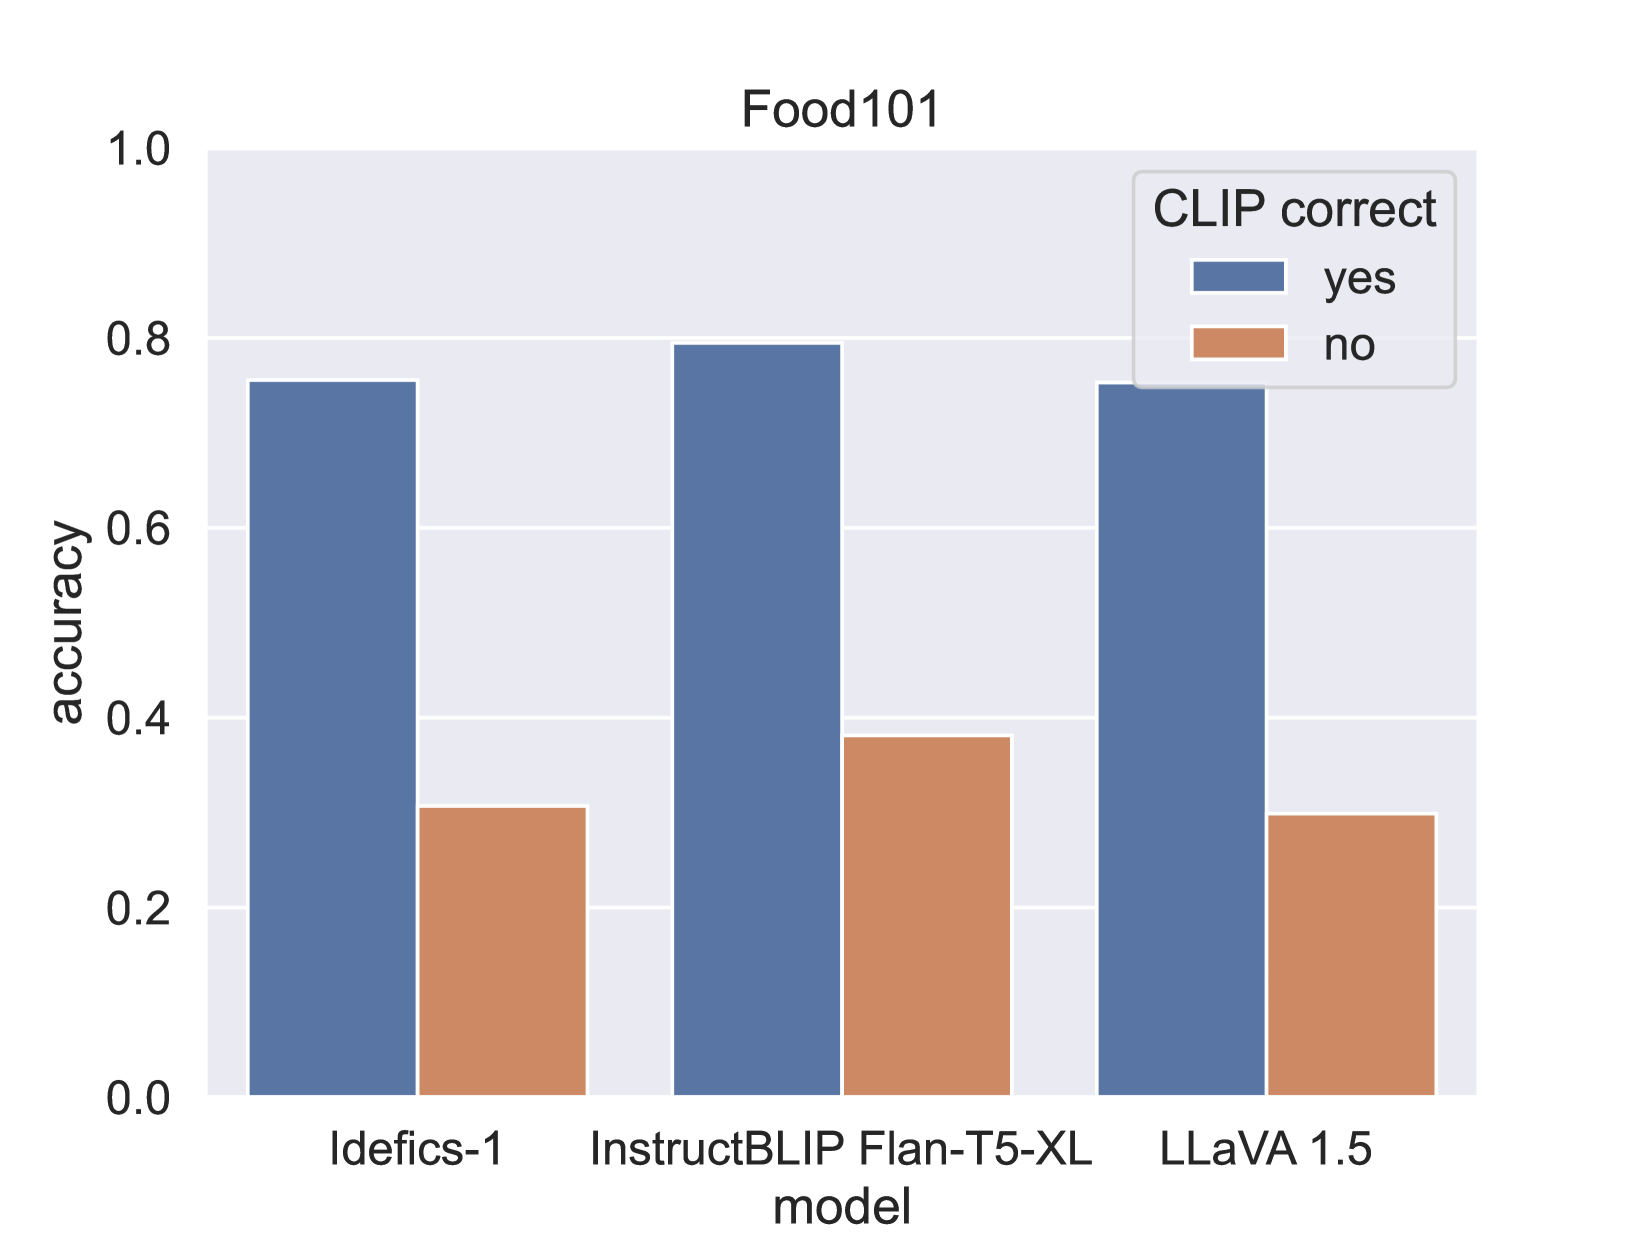 Food101
1.0
0.8
0.6
0.4
0.2
0.0
accuracy
CLIP correct
yes
no
Idefics-1
InstructBLIP Flan-T5-XL
LLaVA 1.5
model